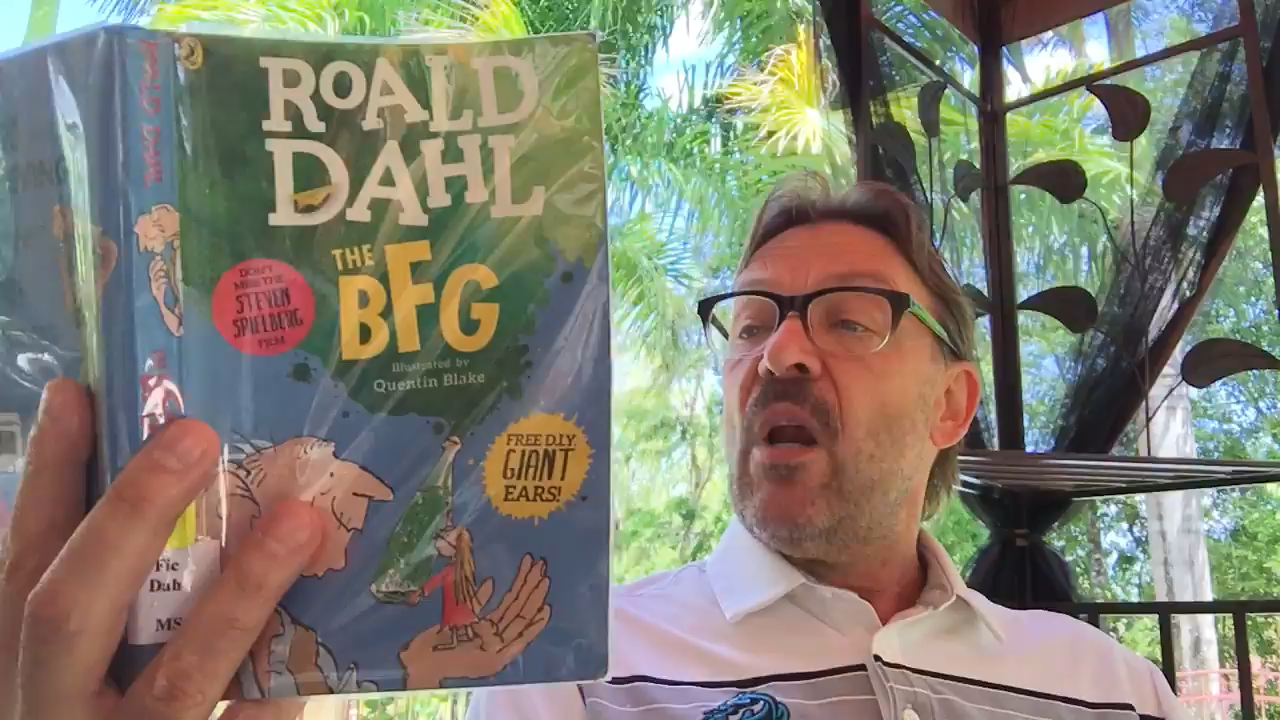 ROALD DAHL
Fic
Dah
MS
ROALD
DAHL
THE
BFG
Illustrated by
Quentin Blake
DON'T
MISS THE
STEVEN
SPIELBERG
FILM
FREE D.I.Y.
GIANT
EARS!